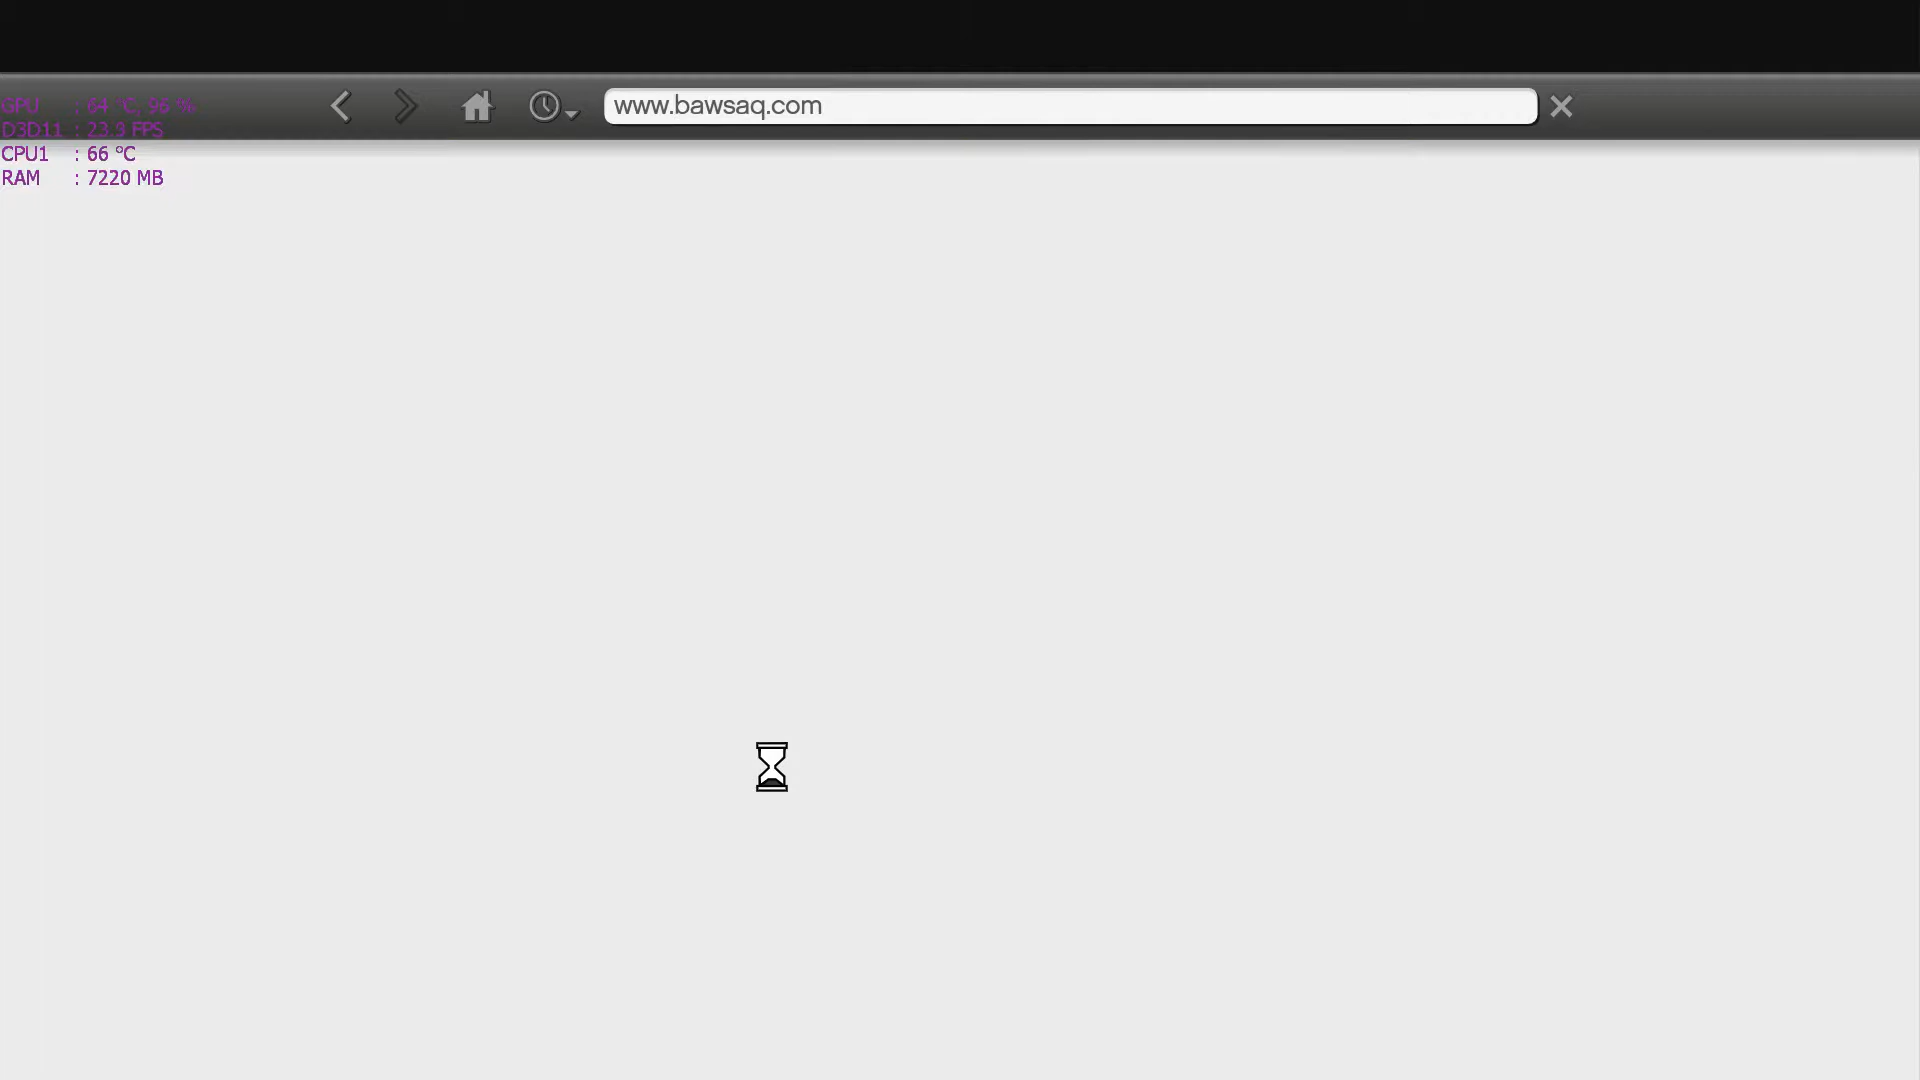 www.bawsaq.com
GPU : 64 °C, 96 %
D3D11 : 23.3 FPS
CPU1 : 66 °C
RAM : 7220 MB